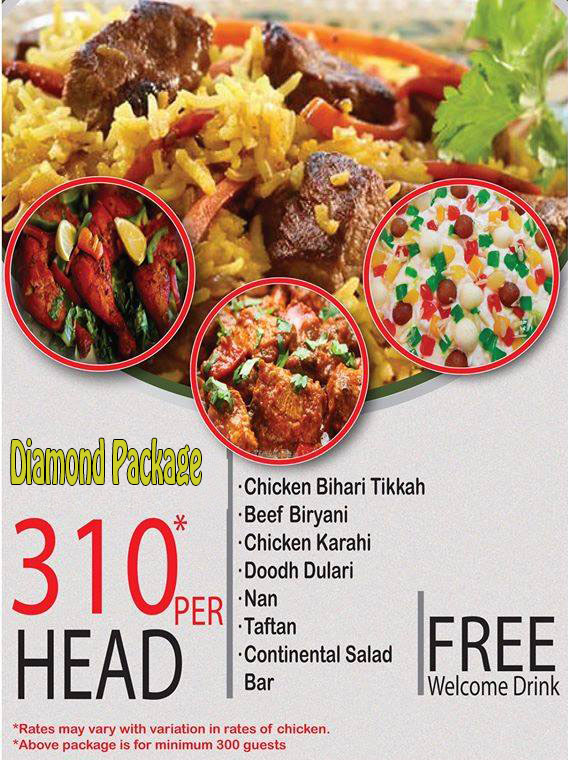 Diamond Package
310* PER
HEAD
·Chicken Bihari Tikkah
·Beef Biryani
·Chicken Karahi
·Doodh Dulari
·Nan
·Taftan
·Continental Salad
Bar
FREE
Welcome Drink
*Rates may vary with variation in rates of chicken.
*Above package is for minimum 300 guests